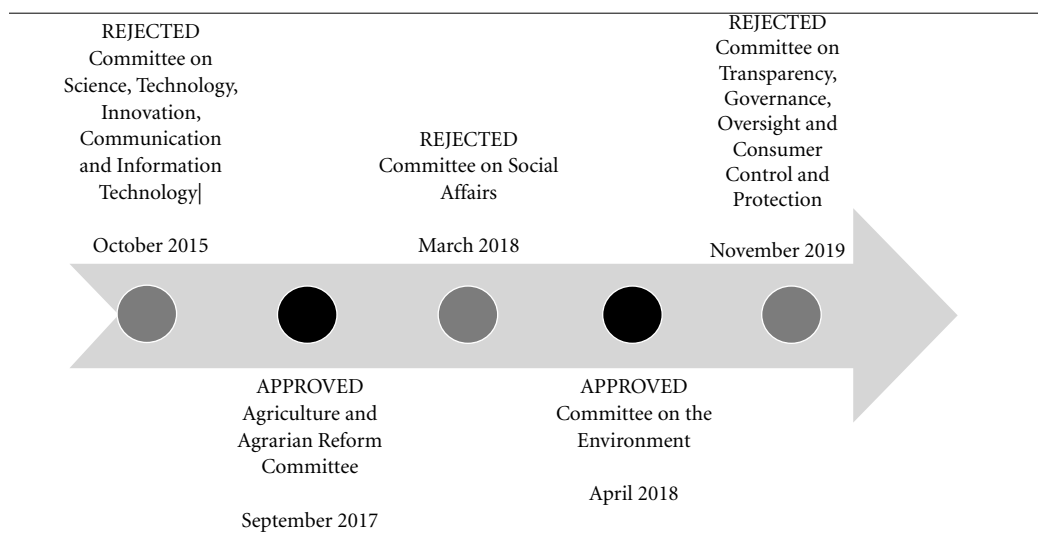 REJECTED
Committee on
Science, Technology,
Innovation,
Communication
and Information
Technology|
October 2015
APPROVED
Agriculture and
Agrarian Reform
Committee
September 2017
REJECTED
Committee on Social
Affairs
March 2018
APPROVED
Committee on the
Environment
April 2018
REJECTED
Committee on
Transparency,
Governance,
Oversight and
Consumer
Control and
Protection
November 2019